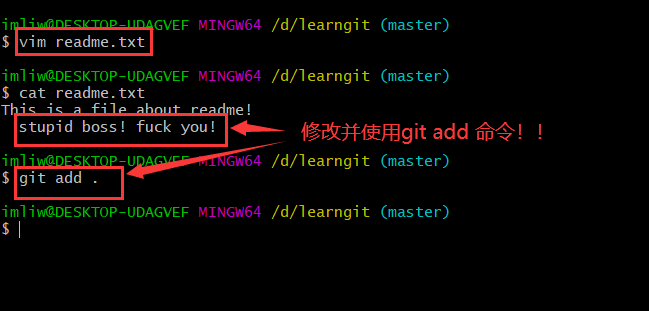 imliw@DESKTOP-UDAGVEF MINGW64 /d/learngit (master)
$ vim readme.txt
imliw@DESKTOP-UDAGVEF MINGW64 /d/learngit (master)
$ cat readme.txt
This is a file about readme!
stupid boss! fuck you!
修改并使用git add 命令！！
imliw@DESKTOP-UDAGVEF MINGW64 /d/learngit (master)
$ git add .
imliw@DESKTOP-UDAGVEF MINGW64 /d/learngit (master)
$